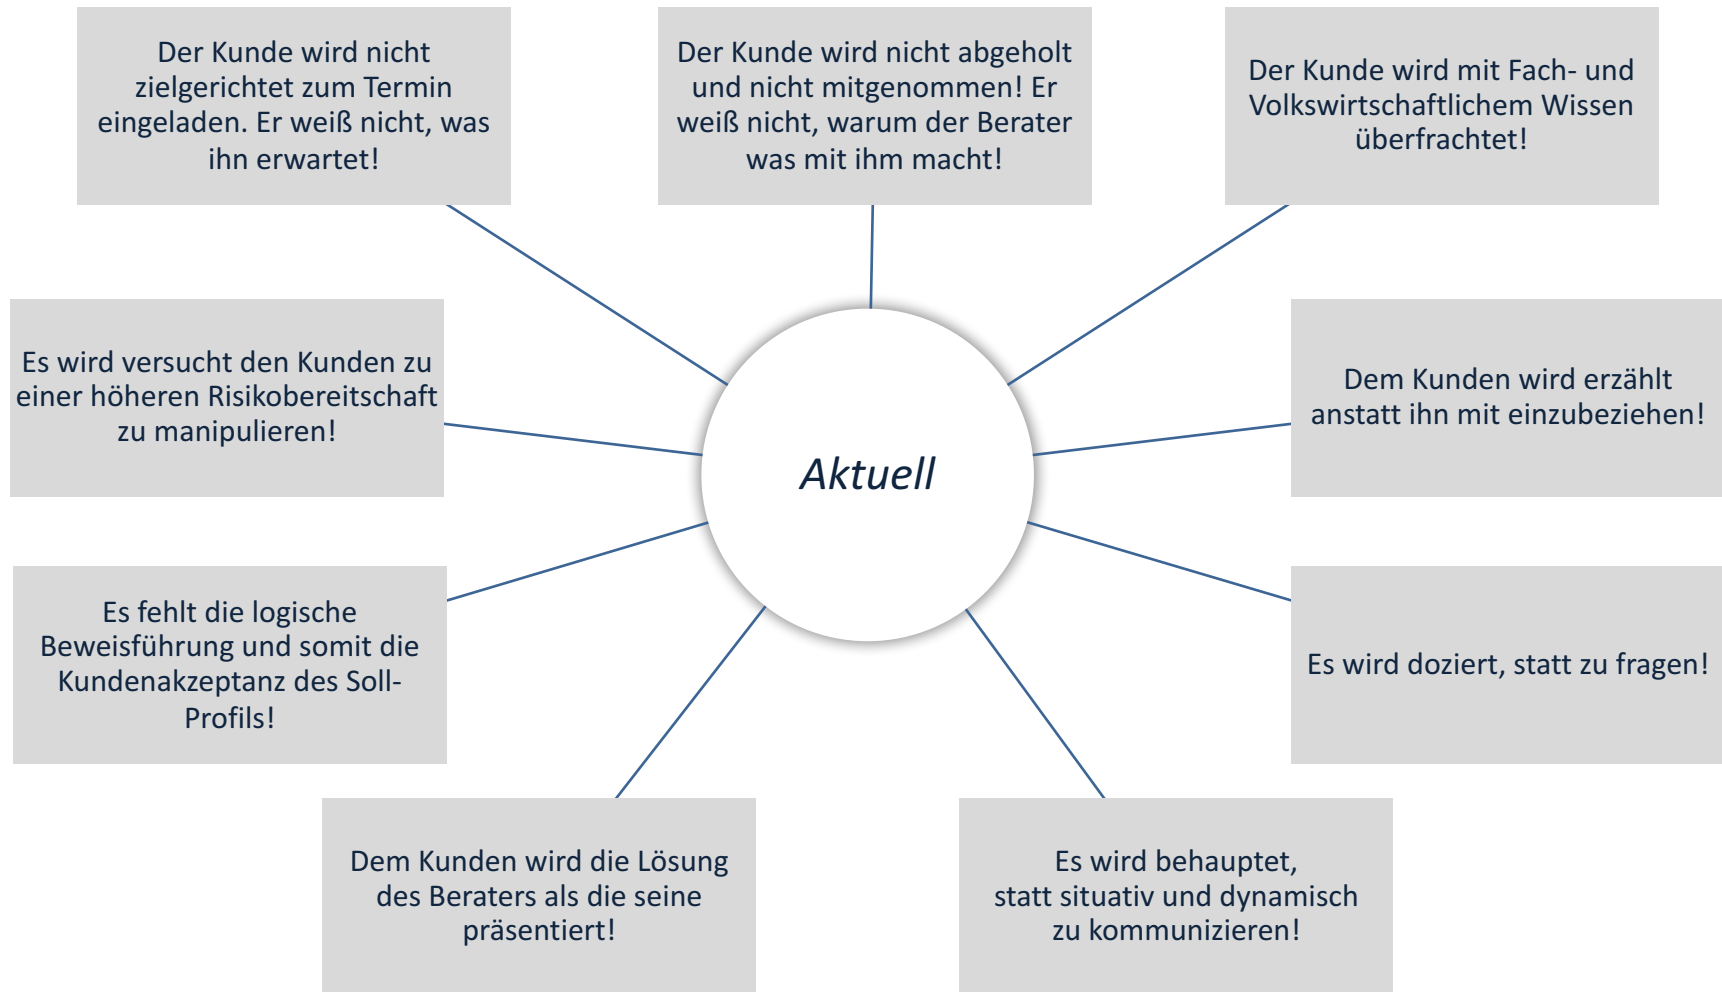 Der Kunde wird nicht
zielgerichtet zum Termin
eingeladen. Er weiß nicht, was
ihn erwartet!
Der Kunde wird nicht abgeholt
und nicht mitgenommen! Er
weiß nicht, warum der Berater
was mit ihm macht!
Der Kunde wird mit Fach- und
Volkswirtschaftlichem Wissen
überfrachtet!
Es wird versucht den Kunden zu
einer höheren Risikobereitschaft
zu manipulieren!
Aktuell
Dem Kunden wird erzählt
anstatt ihn mit einzubeziehen!
Es fehlt die logische
Beweisführung und somit die
Kundenakzeptanz des Soll-
Profils!
Es wird doziert, statt zu fragen!
Dem Kunden wird die Lösung
des Beraters als die seine
präsentiert!
Es wird behauptet,
statt situativ und dynamisch
zu kommunizieren!